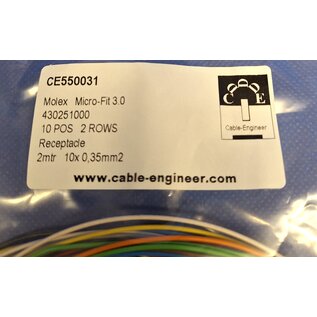 CE550031
Molex Micro-Fit 3.0
430251000
10 POS 2 ROWS
Receptacle
2mtr 10x 0,35mm2
C E
Cable-Engineer
www.cable-engineer.com